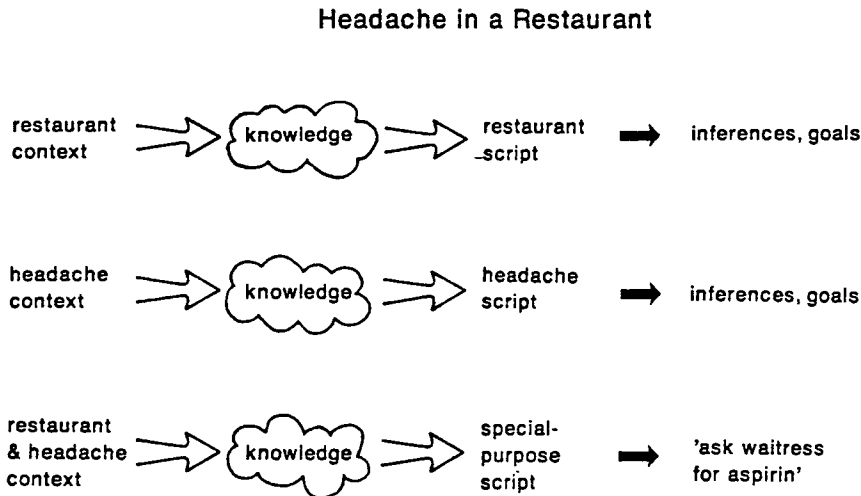 Headache in a Restaurant
restaurant
context
knowledge
restaurant
script
inferences, goals
headache
context
knowledge
headache
script
inferences, goals
restaurant
& headache
context
knowledge
special-
purpose
script
'ask waitress
for aspirin'